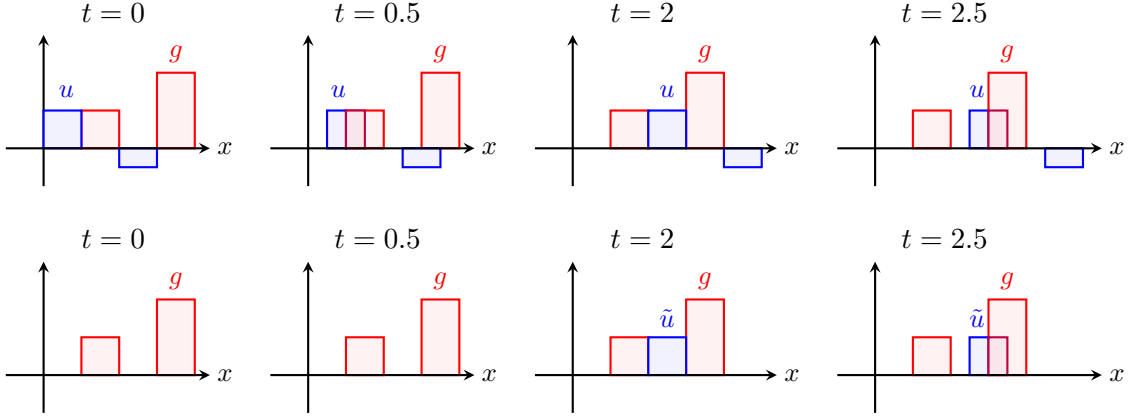 t = 0 t = 0.5 t = 2 t = 2.5
g g g g
u u u u
x x x x
t = 0 t = 0.5 t = 2 t = 2.5
g g g g
ũ ũ
x x x x